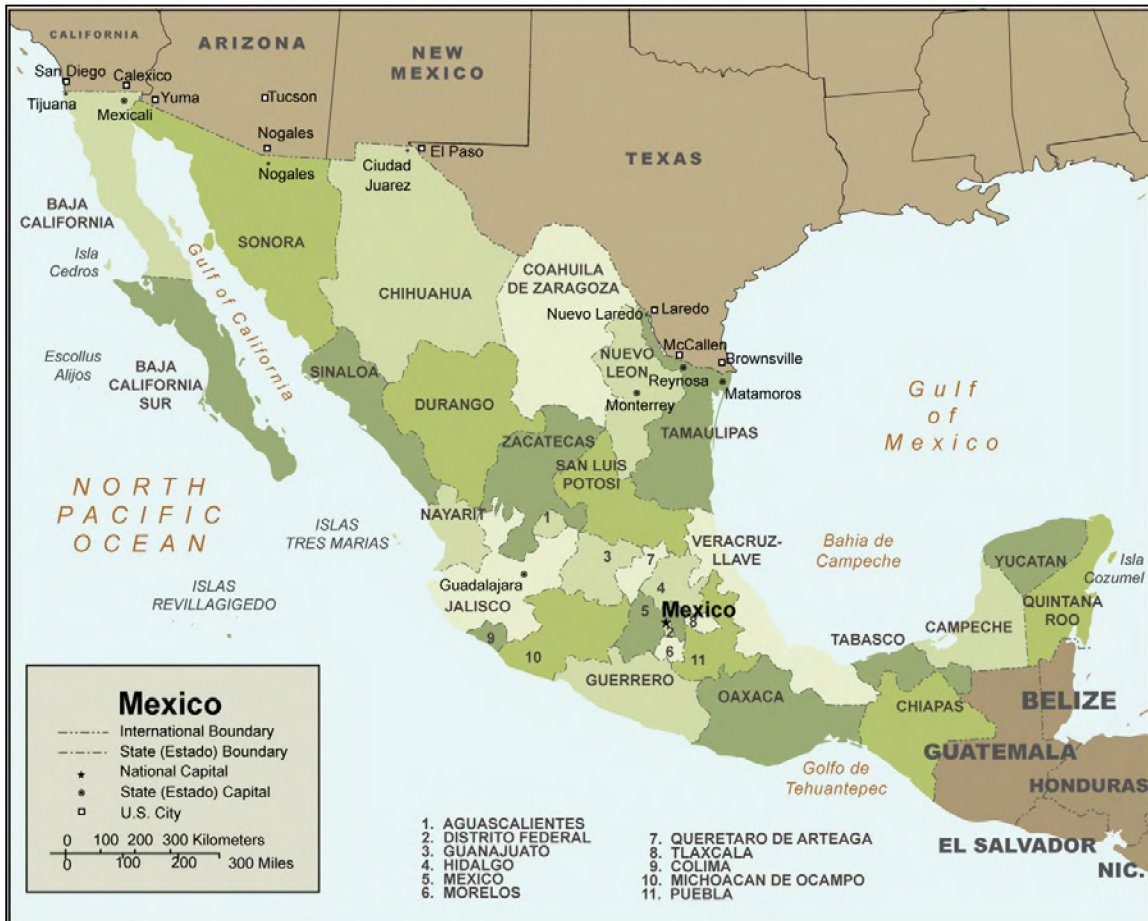 CALIFORNIA
ARIZONA
NEW
MEXICO
TEXAS
San Diego
Calexico
Tijuana
Mexicali
Yuma
Tucson
Nogales
Nogales
Ciudad
Juarez
El Paso
BAJA
CALIFORNIA
Isla
Cedros
Gulf of California
SONORA
CHIHUAHUA
COAHUILA
DE ZARAGOZA
Nuevo Laredo
Laredo
McCallen
Brownsville
NUEVO
LEON
Reynosa
Matamoros
Monterrey
Escollus
Alijos
BAJA
CALIFORNIA
SUR
SINALOA
DURANGO
ZACATECAS
SAN LUIS
POTOSI
TAMAULIPAS
Gulf
of
Mexico
NORTH
PACIFIC
OCEAN
ISLAS
TRES MARIAS
ISLAS
REVILLAGIGEDO
NAYARIT
1
3
7
4
5
Mexico
2
8
6
9
10
11
Guadalajara
JALISCO
VERACRUZ-
LLAVE
Bahia de
Campeche
YUCATAN
Isla
Cozumel
QUINTANA
ROO
CAMPECHE
TABASCO
GUERRERO
OAXACA
CHIAPAS
BELIZE
GUATEMALA
HONDURAS
EL SALVADOR
NIC.
Golfo de
Tehuantepec
Mexico
International Boundary
State (Estado) Boundary
National Capital
State (Estado) Capital
U.S. City
0 100 200 300 Kilometers
0 100 200 300 Miles
1. AGUASCALIENTES
2. DISTRITO FEDERAL
3. GUANAJUATO
4. HIDALGO
5. MEXICO
6. MORELOS
7. QUERETARO DE ARTEAGA
8. TLAXCALA
9. COLIMA
10. MICHOACAN DE OCAMPO
11. PUEBLA